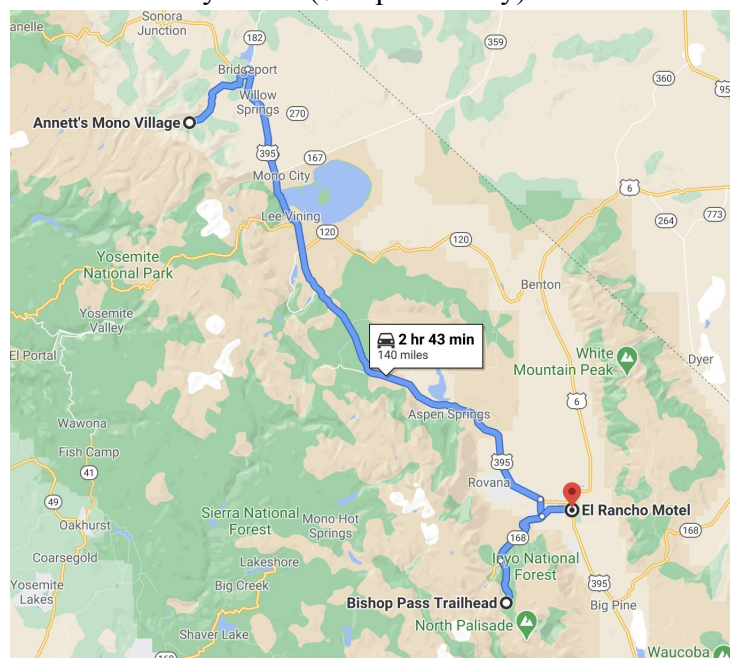 anelle
Sonora
Junction
182
359
Bridgeport
360
95
Willow
Springs
Annett's Mono Village
270
395
167
Mono City
6
Lee Vining
264
773
120
120
Yosemite
National Park
Benton
Yosemite
Valley
2 hr 43 min
140 miles
El Portal
White
Mountain Peak
Dyer
6
Aspen Springs
Wawona
Fish Camp
395
41
Rovana
49
El Rancho Motel
Sierra National
Forest
Mono Hot
Springs
Oakhurst
168
168
Coarsegold
Inyo National
Forest
Lakeshore
395
Yosemite
Lakes
Big Creek
Bishop Pass Trailhead
Big Pine
North Palisade
Shaver Lake
168
Waucoba